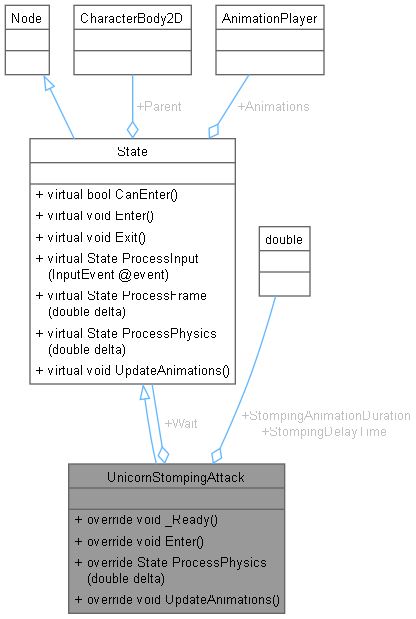 Node
CharacterBody2D
AnimationPlayer
+Parent
+Animations
State
+ virtual bool CanEnter()
+ virtual void Enter()
+ virtual void Exit()
+ virtual State ProcessInput
(InputEvent @event)
+ virtual State ProcessFrame
(double delta)
+ virtual State ProcessPhysics
(double delta)
+ virtual void UpdateAnimations()
double
+Wait
+StompingAnimationDuration
+StompingDelayTime
UnicornStompingAttack
+ override void _Ready()
+ override void Enter()
+ override State ProcessPhysics
(double delta)
+ override void UpdateAnimations()